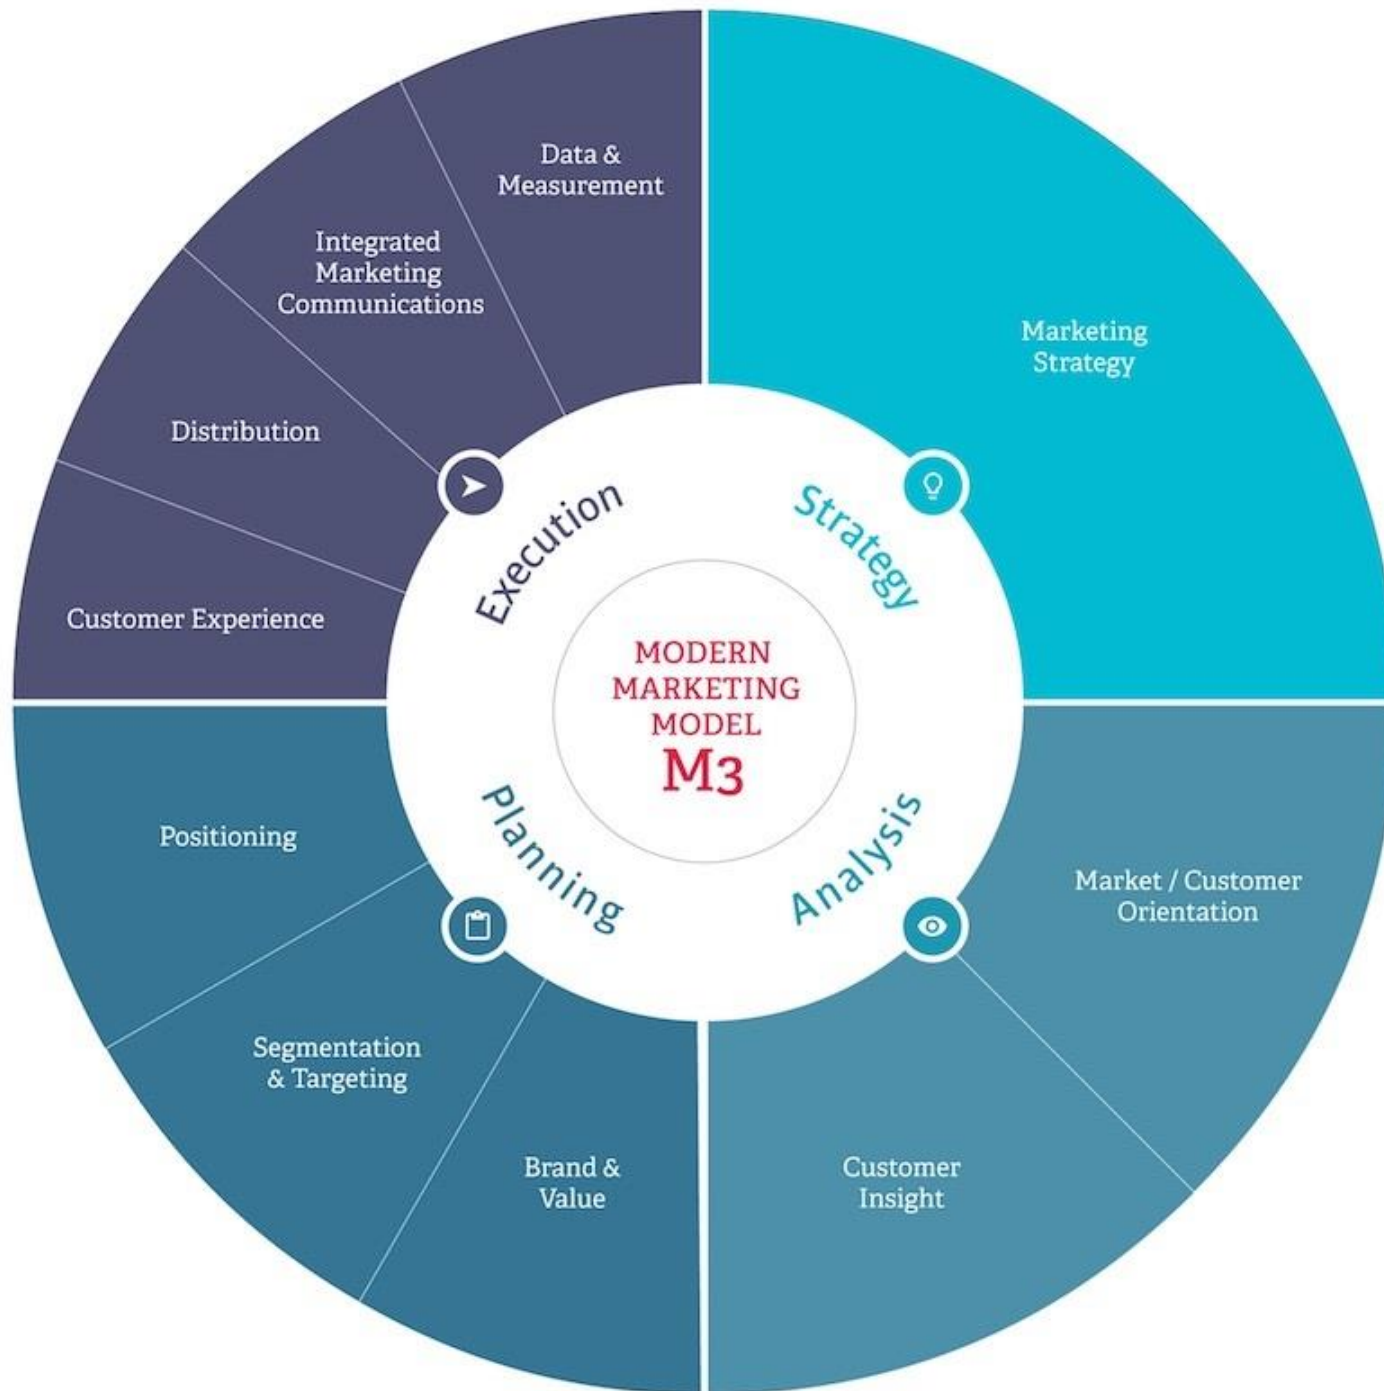 Data &
Measurement
Integrated
Marketing
Communications
Distribution
Customer Experience
Marketing
Strategy
Execution
Strategy
MODERN
MARKETING
MODEL
M3
Planning
Analysis
Positioning
Segmentation
& Targeting
Brand &
Value
Market / Customer
Orientation
Customer
Insight